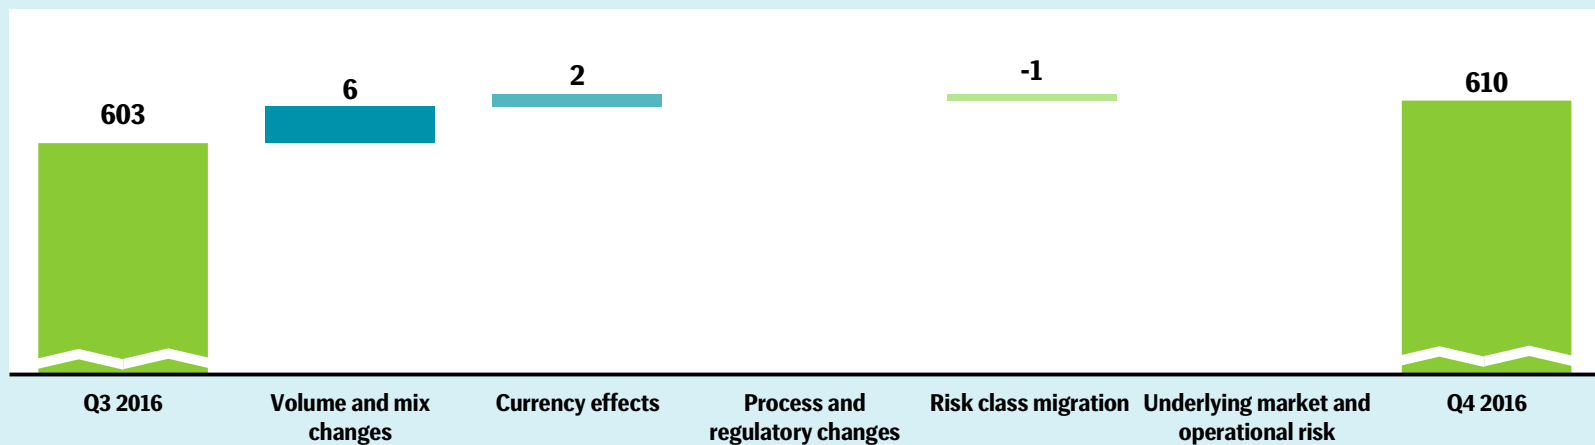 603
6
2
-1
610
Q3 2016
Volume and mix
changes
Currency effects
Process and
regulatory changes
Risk class migration
Underlying market and
operational risk
Q4 2016